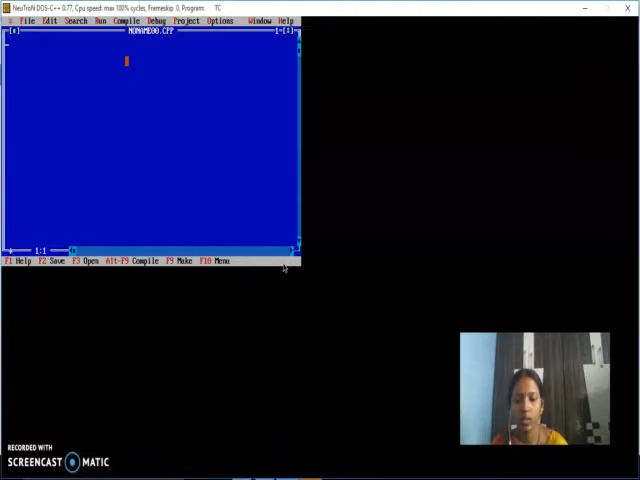 NeuTroN DOS-C++ 0.77, Cpu speed: max 100% cycles, Frameskip 0, Program: TC
≡ File Edit Search Run Compile Debug Project Options Window Help
NONAME00.CPP
1
1:1
F1 Help F2 Save F3 Open Alt-F9 Compile F9 Make F10 Menu
RECORDED WITH
SCREENCAST MATIC